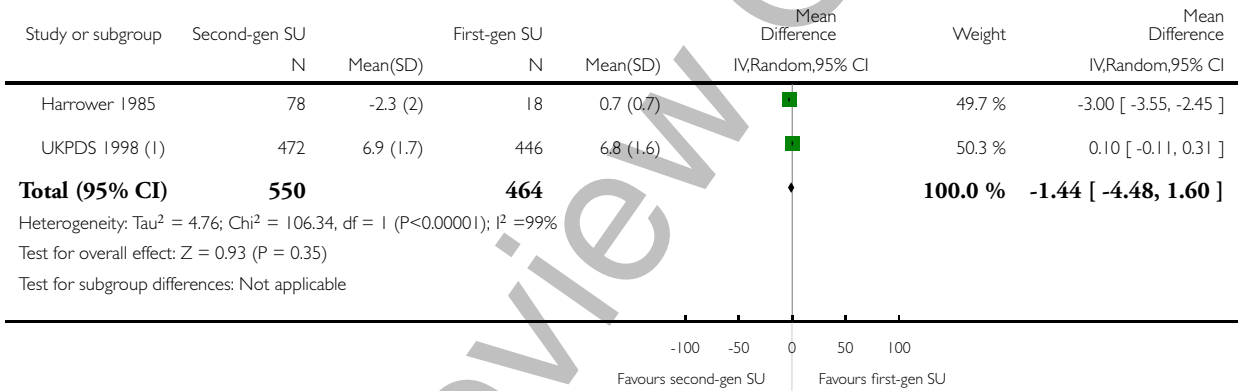 Study or subgroup Second-gen SU First-gen SU Mean Difference Weight Mean Difference
N Mean(SD) N Mean(SD) IV,Random,95% CI IV,Random,95% CI
Harrower 1985 78 -2.3 (2) 18 0.7 (0.7) 49.7 % -3.00 [ -3.55, -2.45 ]
UKPDS 1998 (1) 472 6.9 (1.7) 446 6.8 (1.6) 50.3 % 0.10 [ -0.11, 0.31 ]
Total (95% CI) 550 464 100.0 % -1.44 [ -4.48, 1.60 ]
Heterogeneity: Tau² = 4.76; Chi² = 106.34, df = 1 (P<0.00001); I² =99%
Test for overall effect: Z = 0.93 (P = 0.35)
Test for subgroup differences: Not applicable
-100 -50 0 50 100
Favours second-gen SU Favours first-gen SU
eview